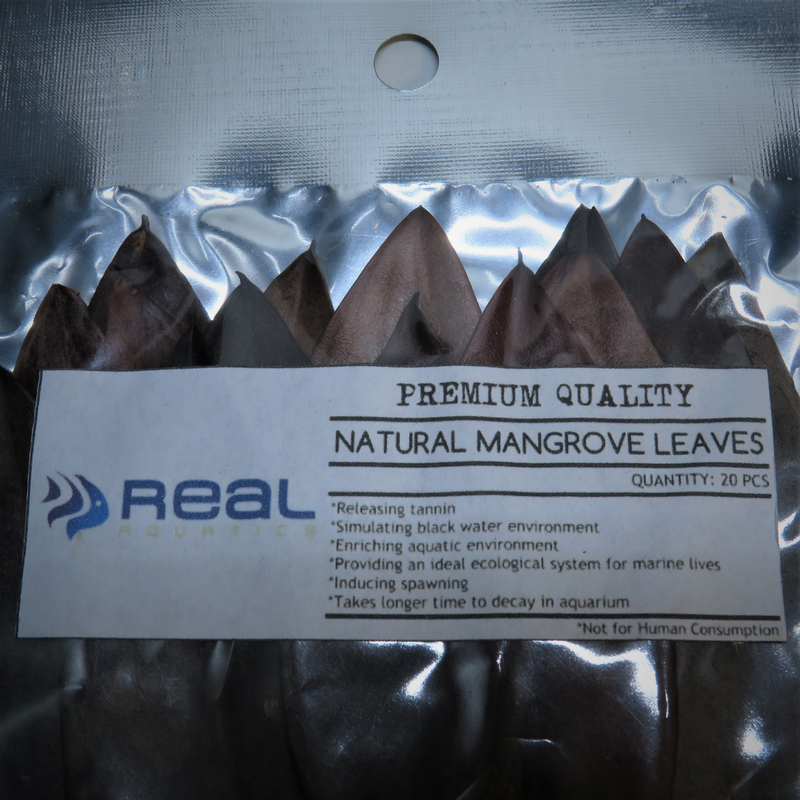 PREMIUM QUALITY
NATURAL MANGROVE LEAVES
QUANTITY: 20 PCS
Real
AQUATICS
*Releasing tannin
*Simulating black water environment
*Enriching aquatic environment
*Providing an ideal ecological system for marine lives
*Inducing spawning
*Takes longer time to decay in aquarium
*Not for Human Consumption